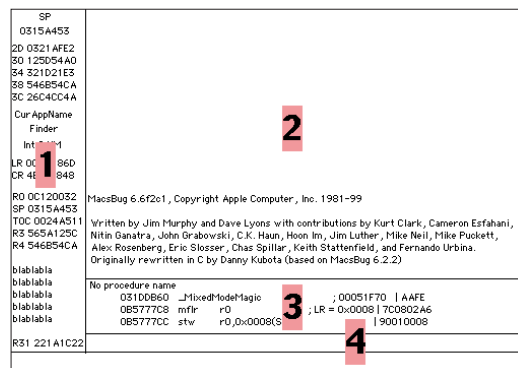 SP
0315A453
2D 0321AFE2
30 125D54A0
34 321D21E3
38 546B54CA
3C 26C4CC4A
CurAppName
Finder
1
2
R0 0C120032
SP 0315A453
TOC 0024A511
R3 565A125C
R4 546B54CA
blablabla
blablabla
blablabla
blablabla
blablabla
R31 221A1C22
MacsBug 6.6f2c1, Copyright Apple Computer, Inc. 1981-99
Written by Jim Murphy and Dave Lyons with contributions by Kurt Clark, Cameron Esfahani,
Nitin Ganatra, John Grabowski, C.K. Haun, Hoon Im, Jim Luther, Mike Neil, Mike Puckett,
Alex Rosenberg, Eric Slosser, Chas Spillar, Keith Stattenfield, and Fernando Urbina.
Originally rewritten in C by Danny Kubota (based on MacsBug 6.2.2)
No procedure name
031DDB60 _MixedModeMagic ; 00051F70 | AAFE
0B5777C8 mflr r0 ; LR = 0x0008 | 7C0802A6
0B5777CC stw r0,0x0008(S | 90010008
3
4